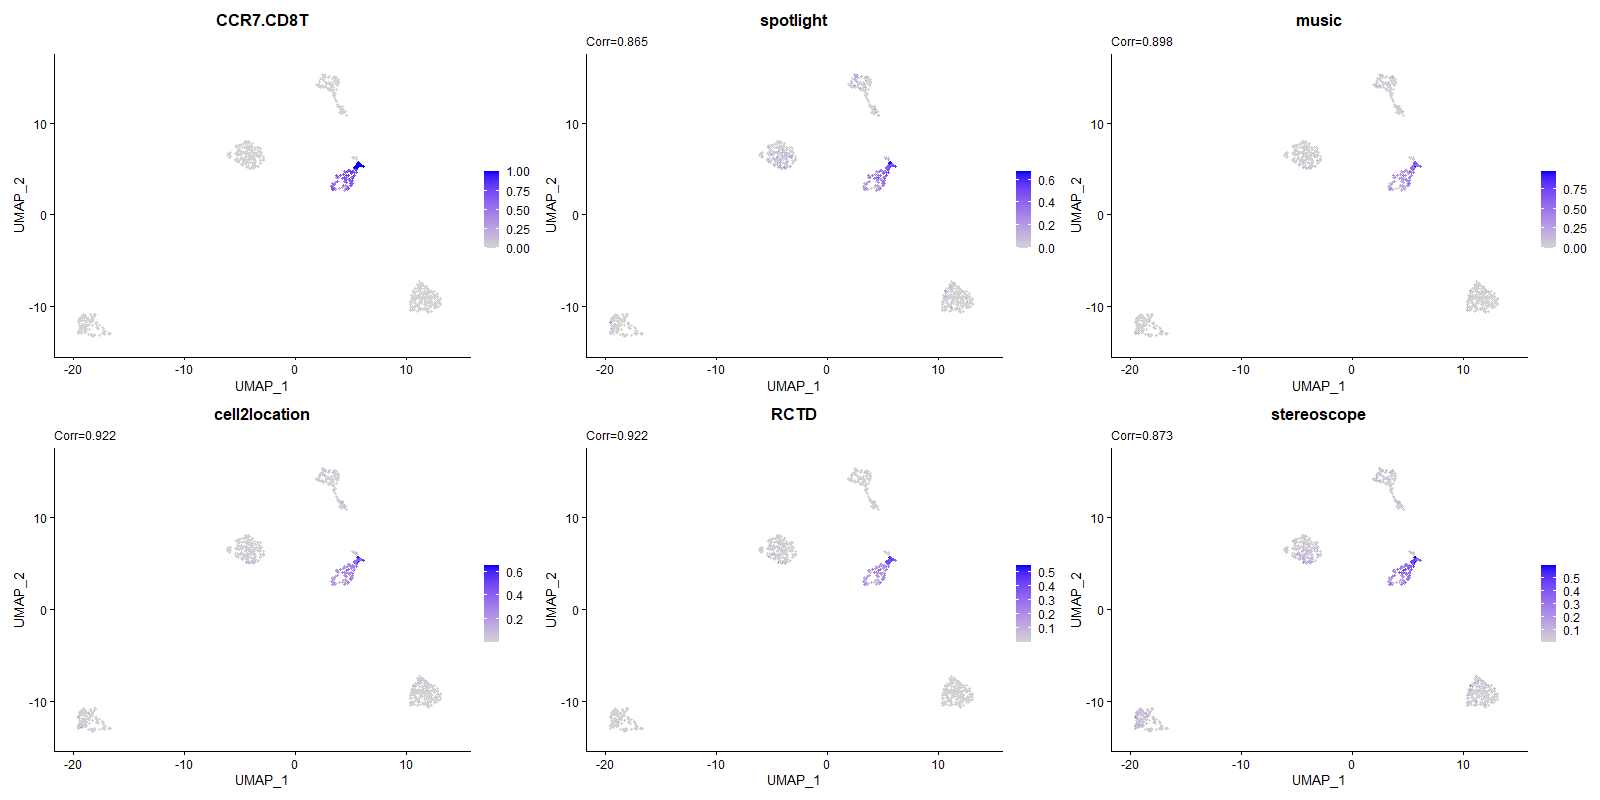 CCR7.CD8T
UMAP_2
10
0
-10
-20
-10
0
10
UMAP_1
1.00
0.75
0.50
0.25
0.00
spotlight
Corr=0.865
UMAP_2
10
0
-10
-20
-10
0
10
UMAP_1
0.6
0.4
0.2
0.0
music
Corr=0.898
UMAP_2
10
0
-10
-20
-10
0
10
UMAP_1
0.75
0.50
0.25
0.00
cell2location
Corr=0.922
UMAP_2
10
0
-10
-20
-10
0
10
UMAP_1
0.6
0.4
0.2
RCTD
Corr=0.922
UMAP_2
10
0
-10
-20
-10
0
10
UMAP_1
0.5
0.4
0.3
0.2
0.1
stereoscope
Corr=0.873
UMAP_2
10
0
-10
-20
-10
0
10
UMAP_1
0.5
0.4
0.3
0.2
0.1